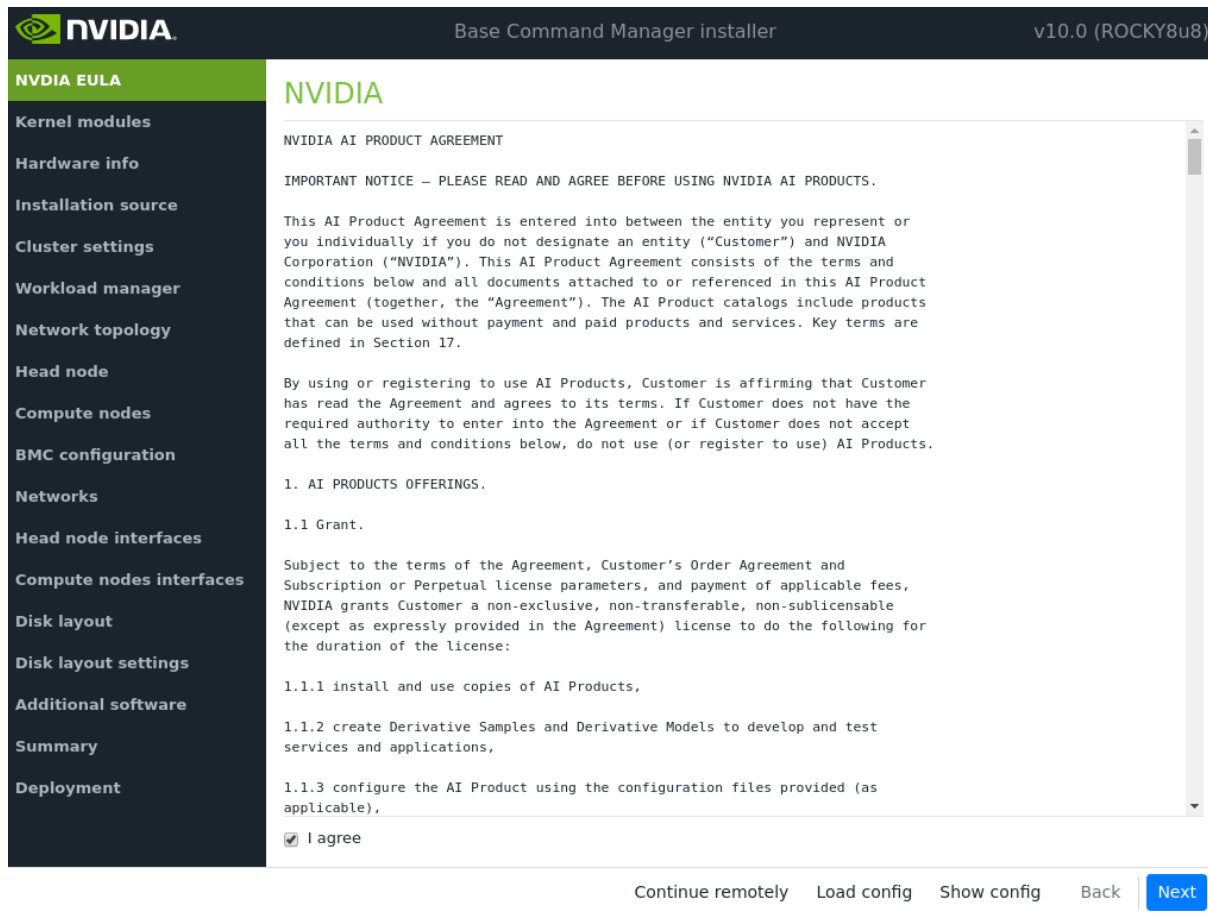 NVIDIA.
Base Command Manager installer
v10.0 (ROCKY8u8)
NVDIA EULA
Kernel modules
Hardware info
Installation source
Cluster settings
Workload manager
Network topology
Head node
Compute nodes
BMC configuration
Networks
Head node interfaces
Compute nodes interfaces
Disk layout
Disk layout settings
Additional software
Summary
Deployment
NVIDIA
NVIDIA AI PRODUCT AGREEMENT
IMPORTANT NOTICE – PLEASE READ AND AGREE BEFORE USING NVIDIA AI PRODUCTS.
This AI Product Agreement is entered into between the entity you represent or
you individually if you do not designate an entity (“Customer”) and NVIDIA
Corporation (“NVIDIA”). This AI Product Agreement consists of the terms and
conditions below and all documents attached to or referenced in this AI Product
Agreement (together, the “Agreement”). The AI Product catalogs include products
that can be used without payment and paid products and services. Key terms are
defined in Section 17.
By using or registering to use AI Products, Customer is affirming that Customer
has read the Agreement and agrees to its terms. If Customer does not have the
required authority to enter into the Agreement or if Customer does not accept
all the terms and conditions below, do not use (or register to use) AI Products.
1. AI PRODUCTS OFFERINGS.
1.1 Grant.
Subject to the terms of the Agreement, Customer’s Order Agreement and
Subscription or Perpetual license parameters, and payment of applicable fees,
NVIDIA grants Customer a non-exclusive, non-transferable, non-sublicensable
(except as expressly provided in the Agreement) license to do the following for
the duration of the license:
1.1.1 install and use copies of AI Products,
1.1.2 create Derivative Samples and Derivative Models to develop and test
services and applications,
1.1.3 configure the AI Product using the configuration files provided (as
applicable),
I agree
Continue remotely
Load config
Show config
Back
Next